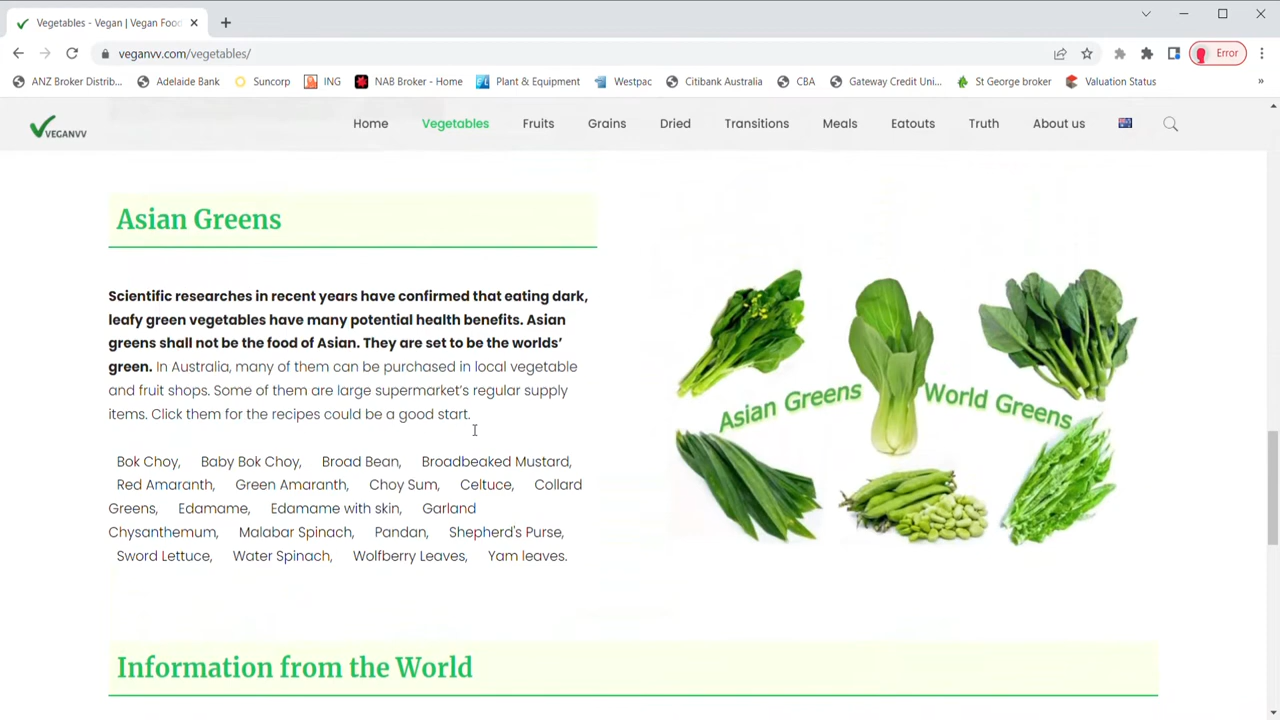 Vegetables - Vegan | Vegan Food
veganvv.com/vegetables/
Error
ANZ Broker Distrib...
Adelaide Bank
Suncorp
ING
NAB Broker - Home
Plant & Equipment
Westpac
Citibank Australia
CBA
Gateway Credit Uni...
St George broker
Valuation Status
»
VEGANVV
Home
Vegetables
Fruits
Grains
Dried
Transitions
Meals
Eatouts
Truth
About us
Asian Greens
Scientific researches in recent years have confirmed that eating dark,
leafy green vegetables have many potential health benefits. Asian
greens shall not be the food of Asian. They are set to be the worlds’
green. In Australia, many of them can be purchased in local vegetable
and fruit shops. Some of them are large supermarket’s regular supply
items. Click them for the recipes could be a good start.
Bok Choy, Baby Bok Choy, Broad Bean, Broadbeaked Mustard,
Red Amaranth, Green Amaranth, Choy Sum, Celtuce, Collard
Greens, Edamame, Edamame with skin, Garland
Chysanthemum, Malabar Spinach, Pandan, Shepherd's Purse,
Sword Lettuce, Water Spinach, Wolfberry Leaves, Yam leaves.
Asian Greens
World Greens
Information from the World